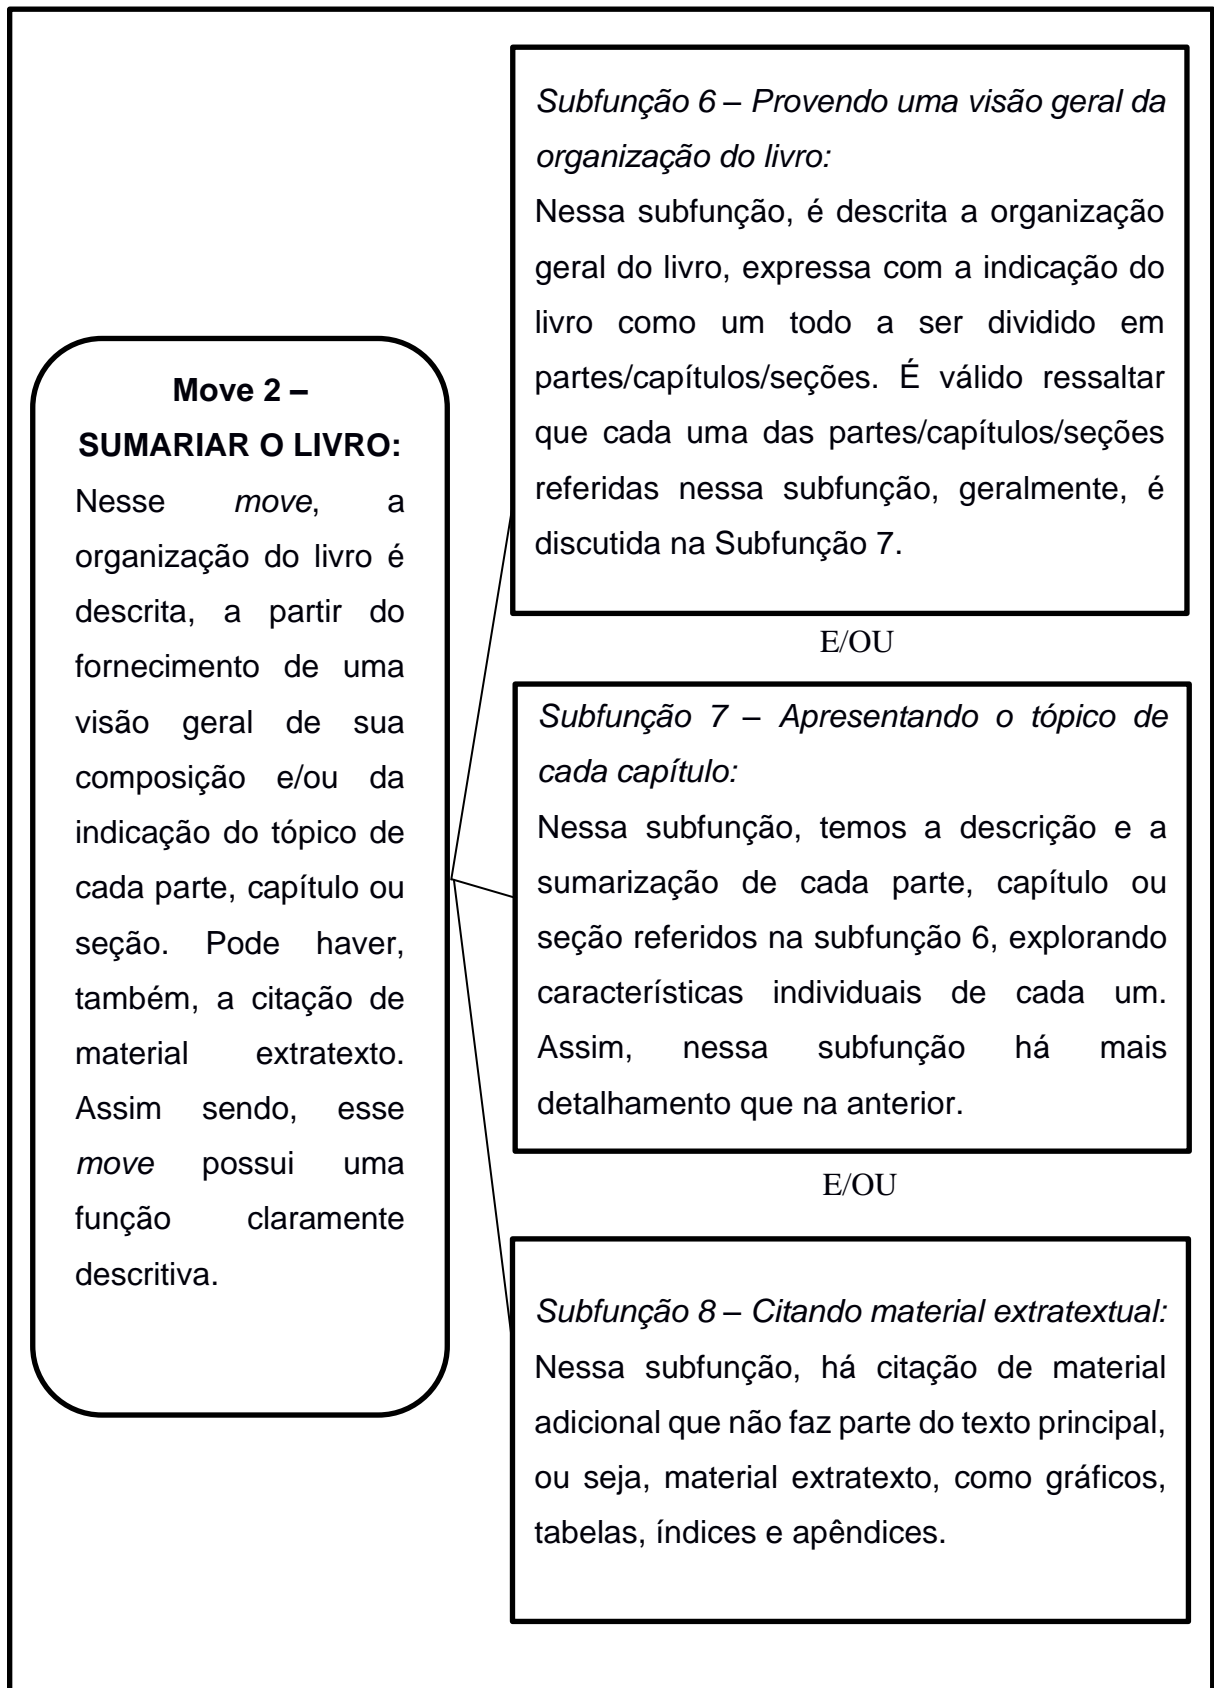 Move 2 –
SUMARIAR O LIVRO:
Nesse move, a
organização do livro é
descrita, a partir do
fornecimento de uma
visão geral de sua
composição e/ou da
indicação do tópico de
cada parte, capítulo ou
seção. Pode haver,
também, a citação de
material extratexto.
Assim sendo, esse
move possui uma
função claramente
descritiva.
Subfunção 6 – Provendo uma visão geral da
organização do livro:
Nessa subfunção, é descrita a organização
geral do livro, expressa com a indicação do
livro como um todo a ser dividido em
partes/capítulos/seções. É válido ressaltar
que cada uma das partes/capítulos/seções
referidas nessa subfunção, geralmente, é
discutida na Subfunção 7.
E/OU
Subfunção 7 – Apresentando o tópico de
cada capítulo:
Nessa subfunção, temos a descrição e a
sumarização de cada parte, capítulo ou
seção referidos na subfunção 6, explorando
características individuais de cada um.
Assim, nessa subfunção há mais
detalhamento que na anterior.
E/OU
Subfunção 8 – Citando material extratextual:
Nessa subfunção, há citação de material
adicional que não faz parte do texto principal,
ou seja, material extratexto, como gráficos,
tabelas, índices e apêndices.